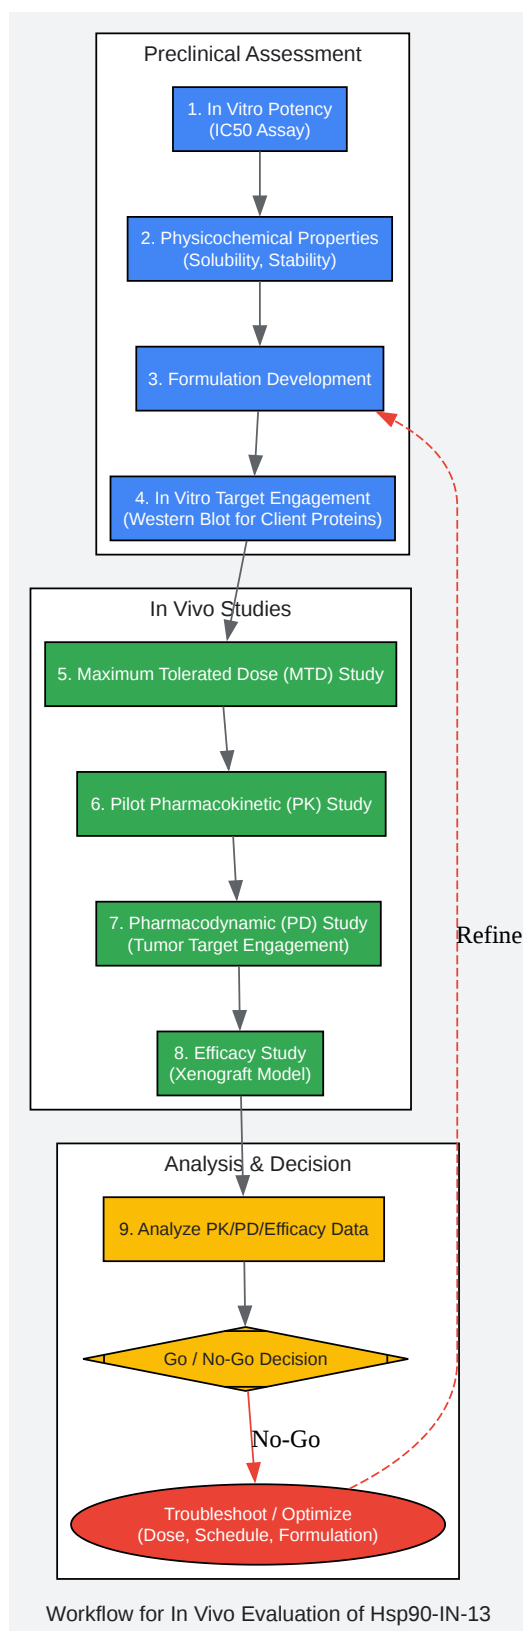 Preclinical Assessment
1. In Vitro Potency
(IC50 Assay)
2. Physicochemical Properties
(Solubility, Stability)
3. Formulation Development
4. In Vitro Target Engagement
(Western Blot for Client Proteins)
In Vivo Studies
5. Maximum Tolerated Dose (MTD) Study
6. Pilot Pharmacokinetic (PK) Study
7. Pharmacodynamic (PD) Study
(Tumor Target Engagement)
Refine
8. Efficacy Study
(Xenograft Model)
Analysis & Decision
9. Analyze PK/PD/Efficacy Data
Go / No-Go Decision
No-Go
Troubleshoot / Optimize
(Dose, Schedule, Formulation)
Workflow for In Vivo Evaluation of Hsp90-IN-13